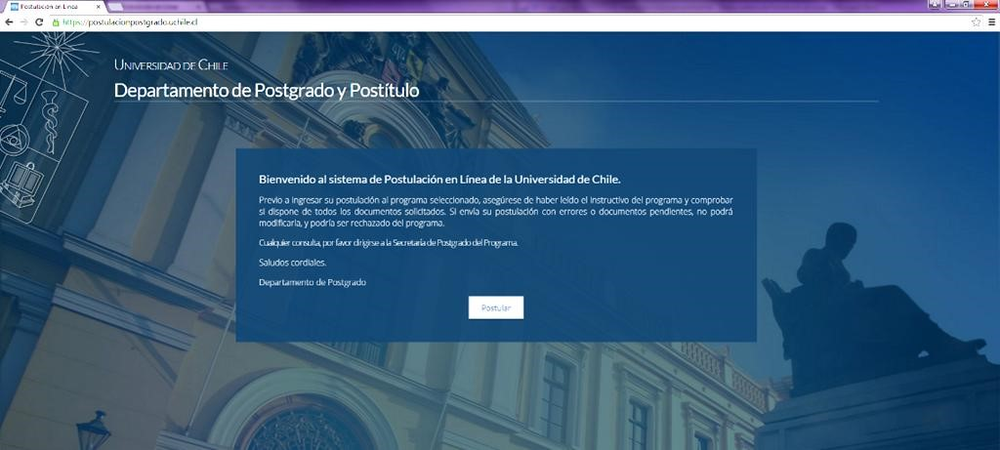 Postulación en Línea
https://postulacionpostgrado.uchile.cl
UNIVERSIDAD DE CHILE
Departamento de Postgrado y Postítulo
Bienvenido al sistema de Postulación en Línea de la Universidad de Chile.
Previo a ingresar su postulación al programa seleccionado, asegúrese de haber leído el instructivo del programa y comprobar
si dispone de todos los documentos solicitados. Si envía su postulación con errores o documentos pendientes, no podrá
modificarla, y podría ser rechazado del programa.
Cualquier consulta, por favor dirigirse a la Secretaría de Postgrado del Programa.
Saludos cordiales.
Departamento de Postgrado
Postular